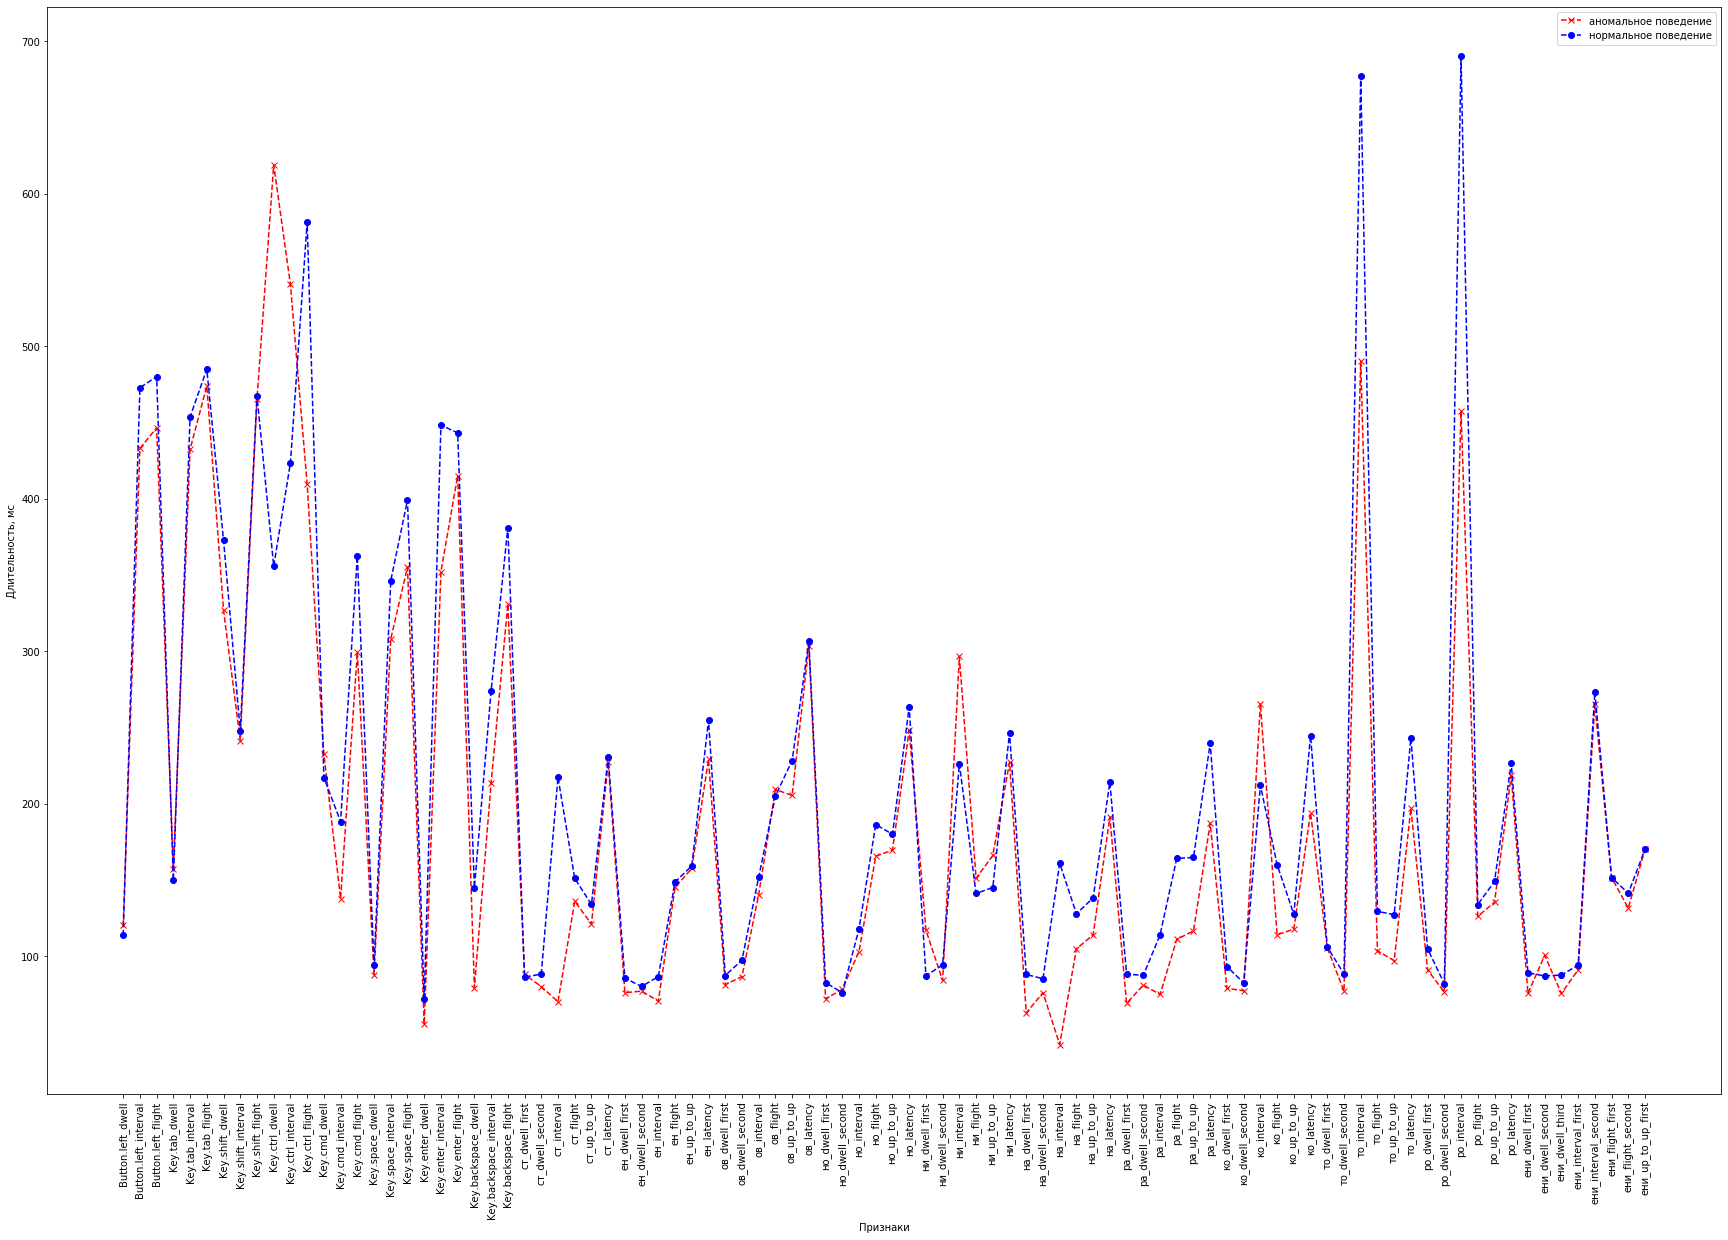 аномальное поведение
нормальное поведение
700
600
500
400
300
200
100
Длительность, мс
Button.left_dwell
Button.left_interval
Button.left_flight
Key.tab_dwell
Key.tab_interval
Key.tab_flight
Key.shift_dwell
Key.shift_interval
Key.shift_flight
Key.ctrl_dwell
Key.ctrl_interval
Key.ctrl_flight
Key.cmd_dwell
Key.cmd_interval
Key.cmd_flight
Key.space_dwell
Key.space_interval
Key.space_flight
Key.enter_dwell
Key.enter_interval
Key.enter_flight
Key.backspace_dwell
Key.backspace_interval
Key.backspace_flight
ст_dwell_first
ст_dwell_second
ст_interval
ст_flight
ст_up_to_up
ст_latency
ен_dwell_first
ен_dwell_second
ен_interval
ен_flight
ен_up_to_up
ен_latency
ов_dwell_first
ов_dwell_second
ов_interval
ов_flight
ов_up_to_up
ов_latency
но_dwell_first
но_dwell_second
но_interval
но_flight
но_up_to_up
но_latency
ни_dwell_first
ни_dwell_second
ни_interval
ни_flight
ни_up_to_up
ни_latency
на_dwell_first
на_dwell_second
на_interval
на_flight
на_up_to_up
на_latency
ра_dwell_first
ра_dwell_second
ра_interval
ра_flight
ра_up_to_up
ра_latency
ко_dwell_first
ко_dwell_second
ко_interval
ко_flight
ко_up_to_up
ко_latency
то_dwell_first
то_dwell_second
то_interval
то_flight
то_up_to_up
то_latency
ро_dwell_first
ро_dwell_second
ро_interval
ро_flight
ро_up_to_up
ро_latency
ени_dwell_first
ени_dwell_second
ени_dwell_third
ени_interval_first
ени_interval_second
ени_flight_first
ени_flight_second
ени_up_to_up_first
Признаки